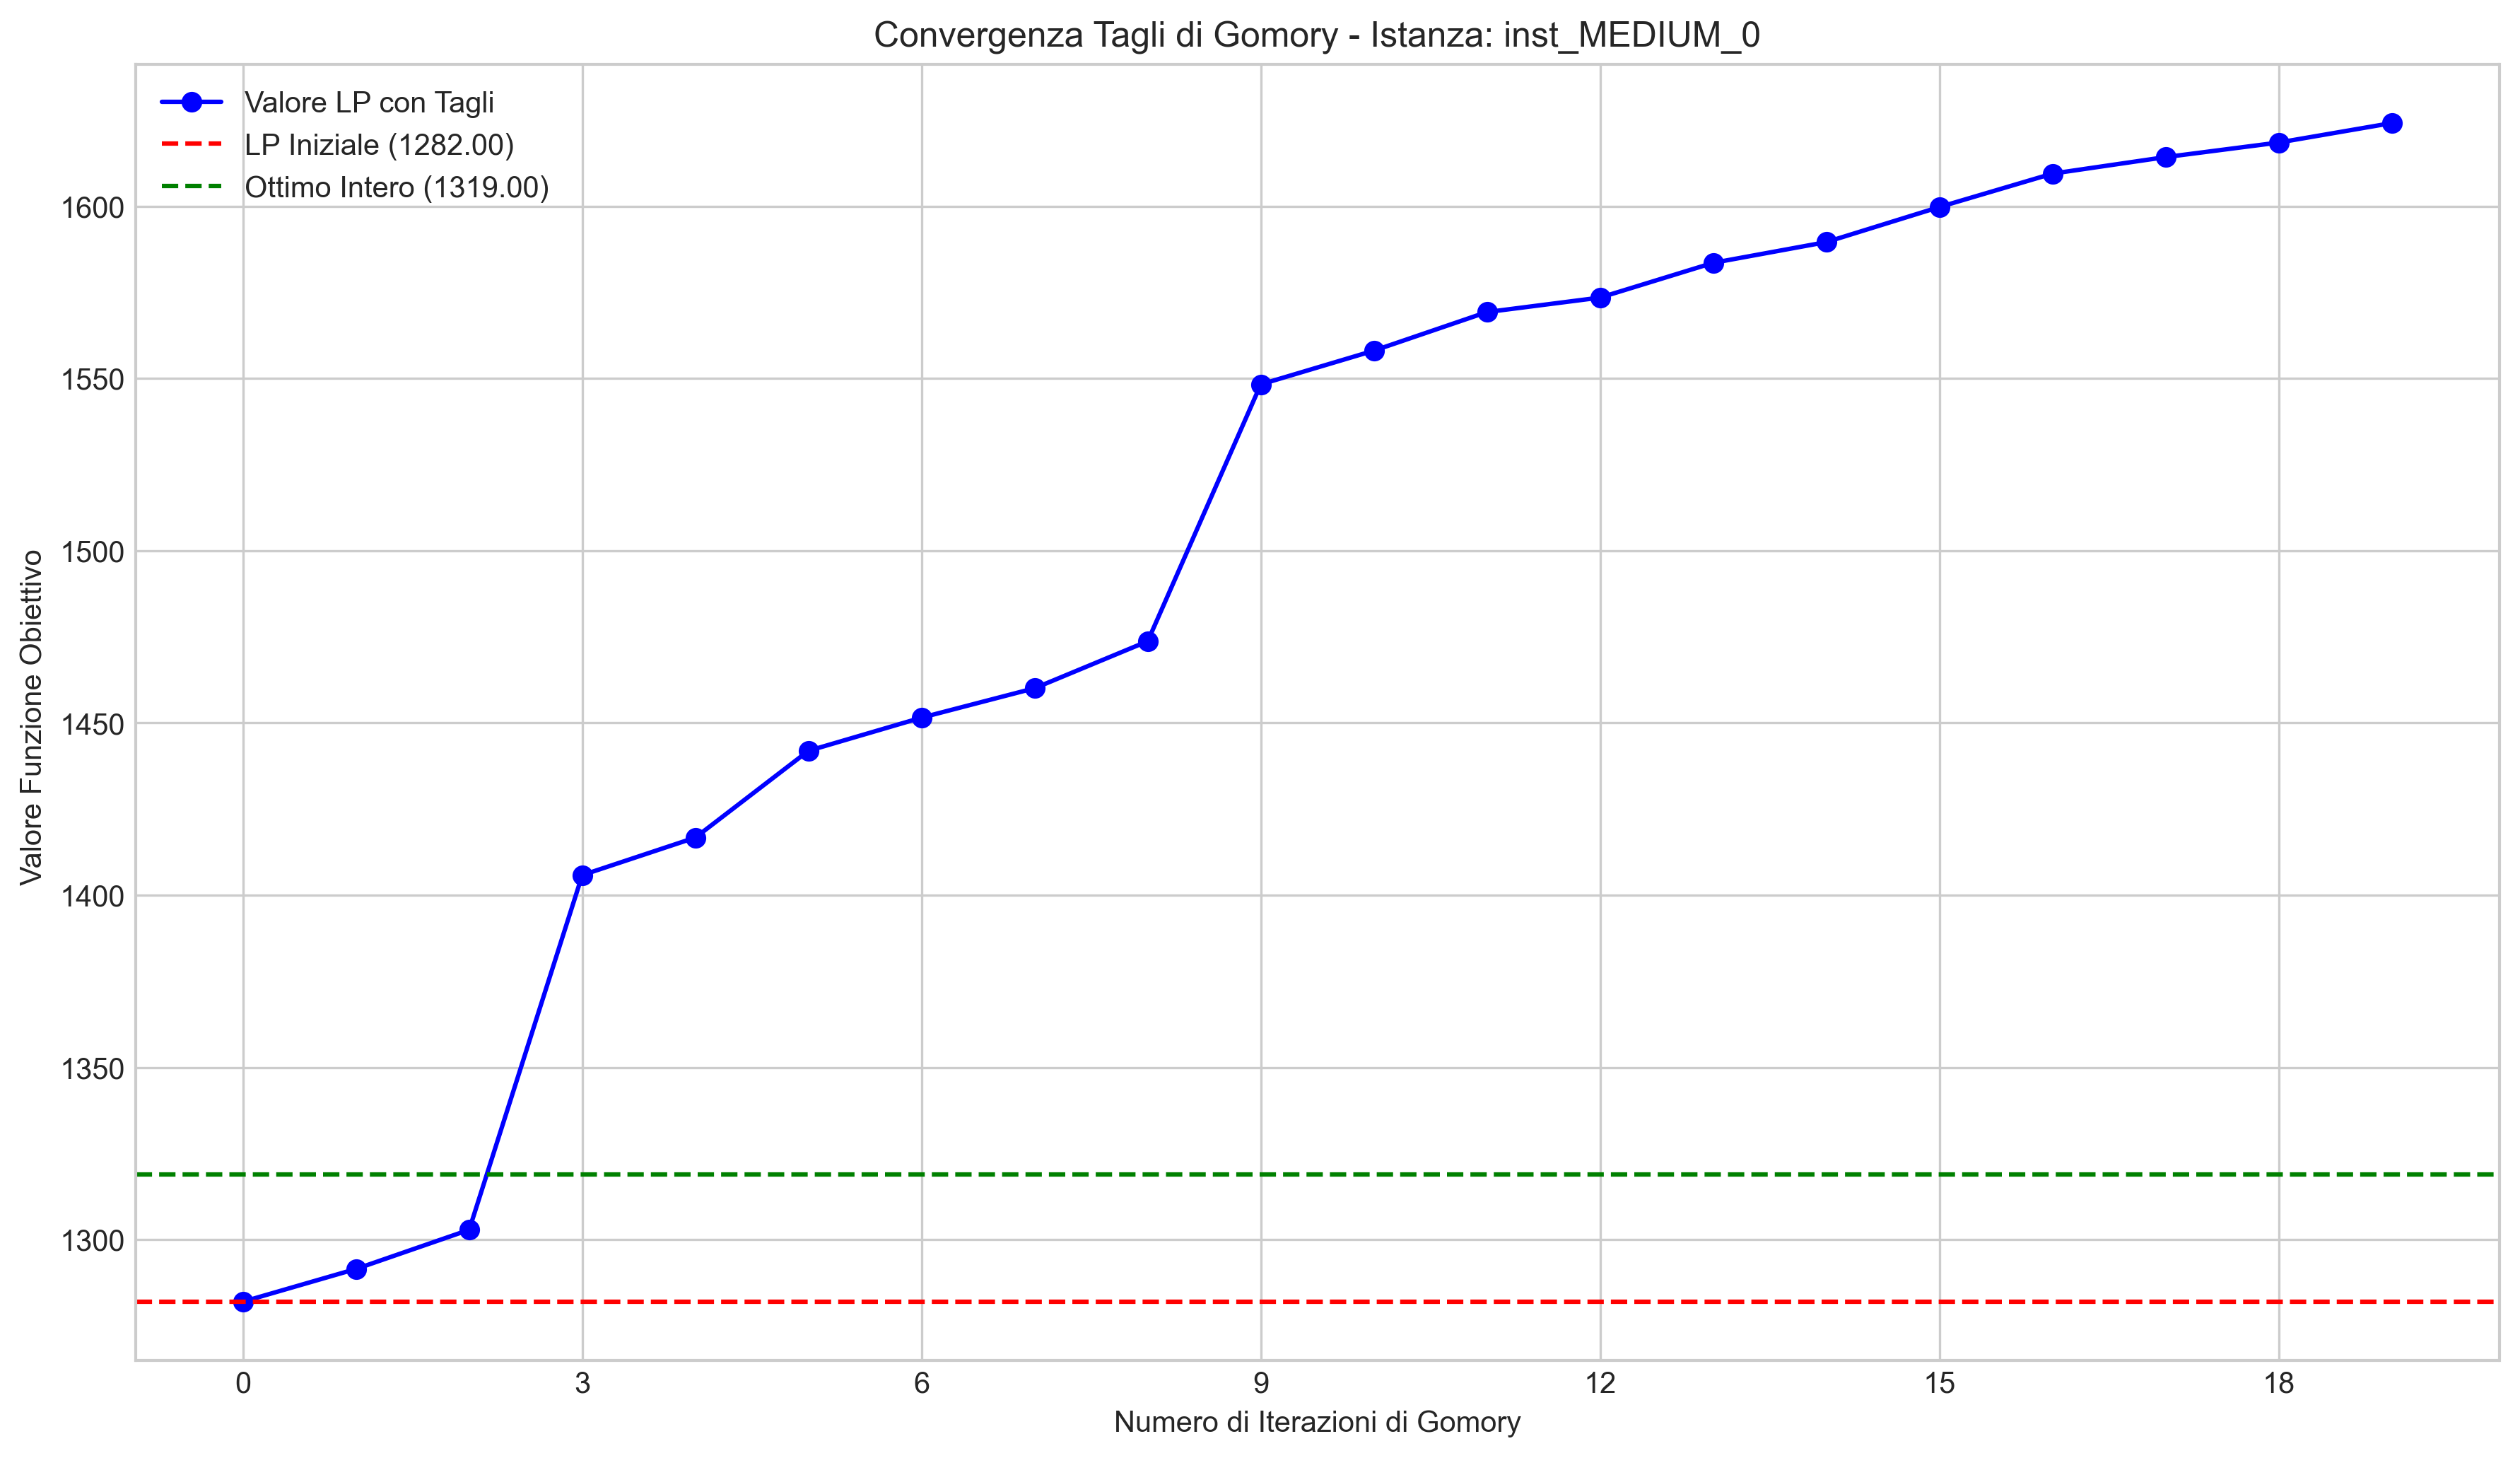 Convergenza Tagli di Gomory - Istanza: inst_MEDIUM_0
Valore LP con Tagli
LP Iniziale (1282.00)
Ottimo Intero (1319.00)
Valore Funzione Obiettivo
1600
1550
1500
1450
1400
1350
1300
0 3 6 9 12 15 18
Numero di Iterazioni di Gomory